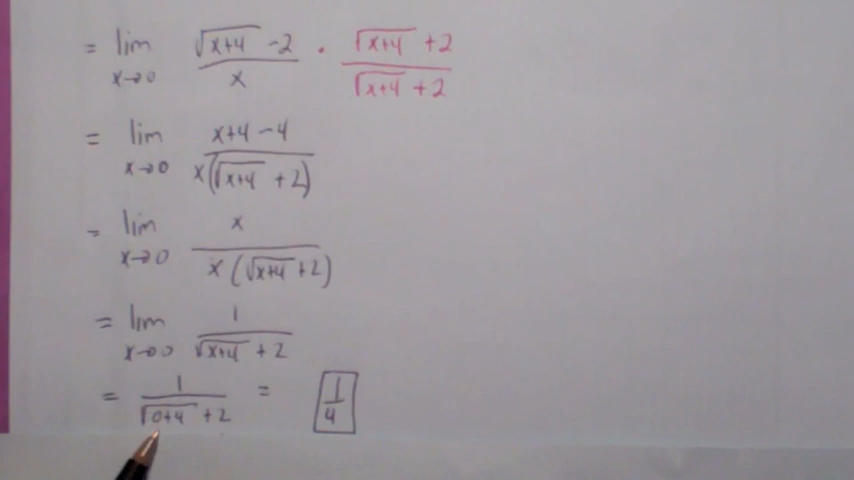 = lim x→0 (√(x+4) - 2)/x · (√(x+4) + 2)/(√(x+4) + 2)
= lim x→0 (x+4-4)/(x(√(x+4) + 2))
= lim x→0 x/(x(√(x+4) + 2))
= lim x→0 1/(√(x+4) + 2)
= 1/(√(0+4) + 2) = 1/4